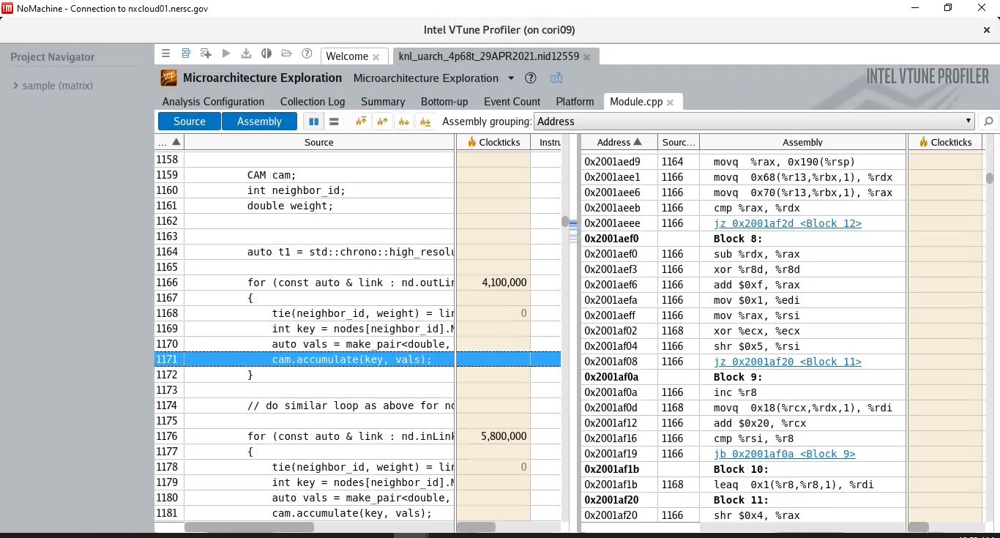 NoMachine - Connection to nxcloud01.nersc.gov
Intel VTune Profiler (on cori09)
Project Navigator
sample (matrix)
Welcome
knl_uarch_4p68t_29APR2021.nid12559
Microarchitecture Exploration Microarchitecture Exploration
INTEL VTUNE PROFILER
Analysis Configuration Collection Log Summary Bottom-up Event Count Platform Module.cpp
Source Assembly Assembly grouping: Address
... Source Clockticks Instru
1158
1159 CAM cam;
1160 int neighbor_id;
1161 double weight;
1162
1163
1164 auto t1 = std::chrono::high_resolu
1165
1166 for (const auto & link : nd.outLin 4,100,000
1167 {
1168 tie(neighbor_id, weight) = lin 0
1169 int key = nodes[neighbor_id].M
1170 auto vals = make_pair<double,
1171 cam.accumulate(key, vals);
1172 }
1173
1174 // do similar loop as above for no
1175
1176 for (const auto & link : nd.inLink 5,800,000
1177 {
1178 tie(neighbor_id, weight) = lin 0
1179 int key = nodes[neighbor_id].M
1180 auto vals = make_pair<double,
1181 cam.accumulate(key, vals);
Address Sourc... Assembly Clockticks
0x2001aed9 1164 movq %rax, 0x190(%rsp)
0x2001aee1 1166 movq 0x68(%r13,%rbx,1), %rdx
0x2001aee6 1166 movq 0x70(%r13,%rbx,1), %rax
0x2001aeeb 1166 cmp %rax, %rdx
0x2001aeee 1166 jz 0x2001af2d <Block 12>
0x2001aef0 Block 8:
0x2001aef0 1166 sub %rdx, %rax
0x2001aef3 1166 xor %r8d, %r8d
0x2001aef6 1166 add $0xf, %rax
0x2001aefa 1166 mov $0x1, %edi
0x2001aeff 1166 mov %rax, %rsi
0x2001af02 1168 xor %ecx, %ecx
0x2001af04 1166 shr $0x5, %rsi
0x2001af08 1166 jz 0x2001af20 <Block 11>
0x2001af0a Block 9:
0x2001af0a 1166 inc %r8
0x2001af0d 1168 movq 0x18(%rcx,%rdx,1), %rdi
0x2001af12 1166 add $0x20, %rcx
0x2001af16 1166 cmp %rsi, %r8
0x2001af19 1166 jb 0x2001af0a <Block 9>
0x2001af1b Block 10:
0x2001af1b 1168 leaq 0x1(%r8,%r8,1), %rdi
0x2001af20 Block 11:
0x2001af20 1166 shr $0x4, %rax